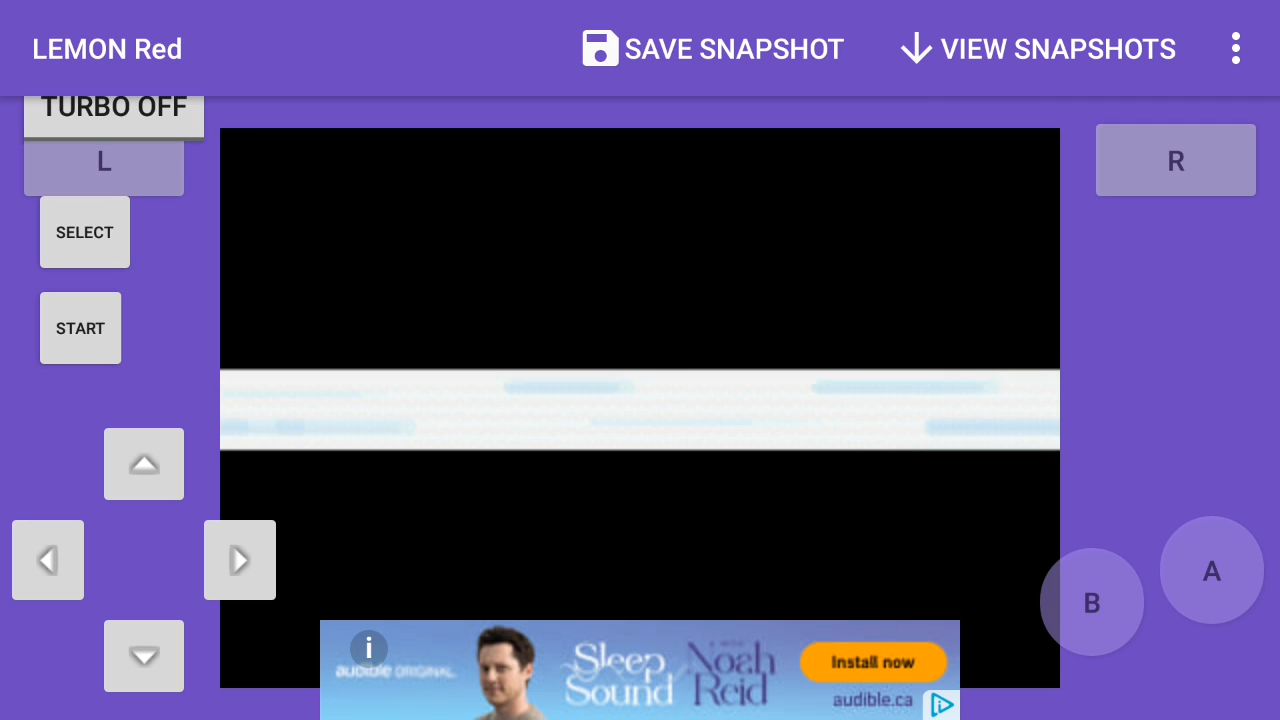 LEMON Red
SAVE SNAPSHOT
VIEW SNAPSHOTS
TURBO OFF
L
R
SELECT
START
B
A
i
audible ORIGINAL
Sleep
Sound
WITH
Noah
Reid
Install now
audible.ca